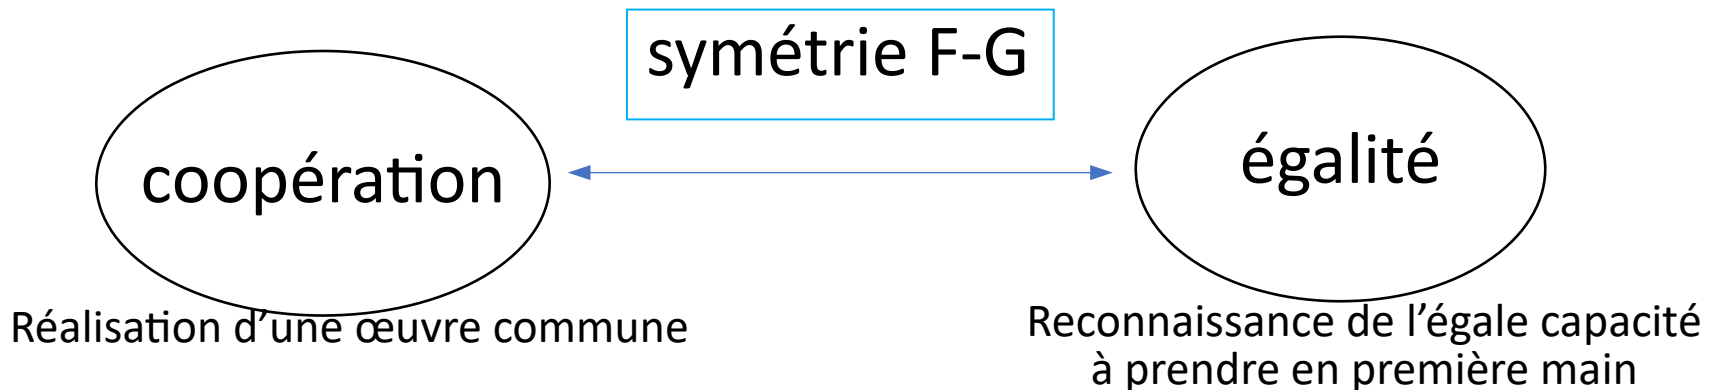 symétrie F-G
coopération
égalité
Réalisation d’une œuvre commune
Reconnaissance de l’égale capacité
à prendre en première main